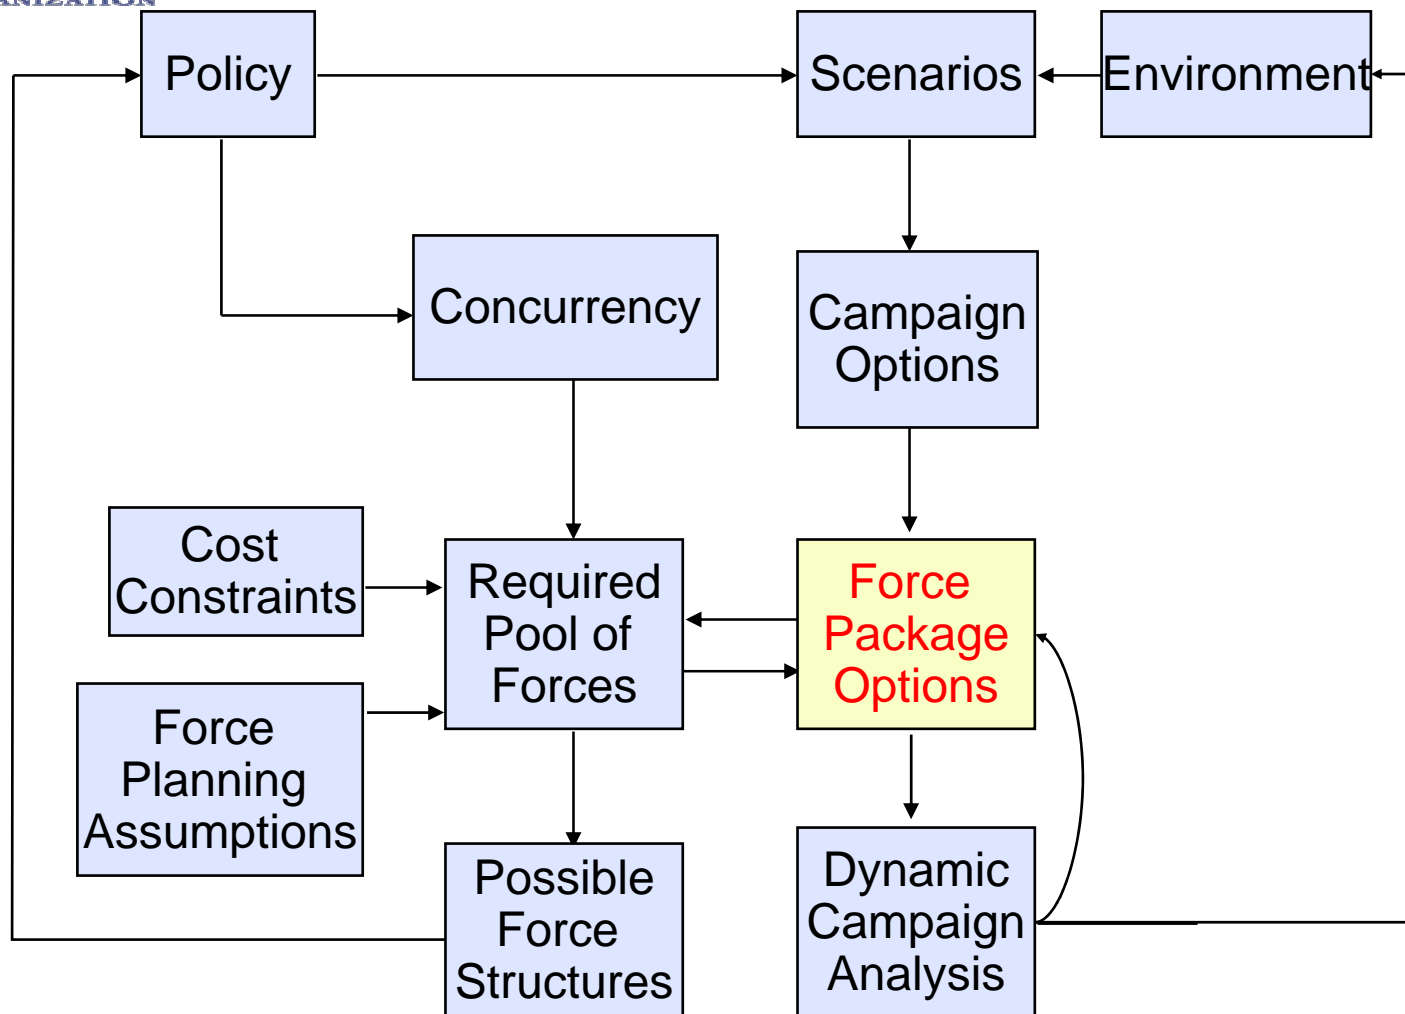 Policy
Scenarios
Environment
Concurrency
Campaign
Options
Cost
Constraints
Required
Pool of
Forces
Force
Package
Options
Force
Planning
Assumptions
Possible
Force
Structures
Dynamic
Campaign
Analysis